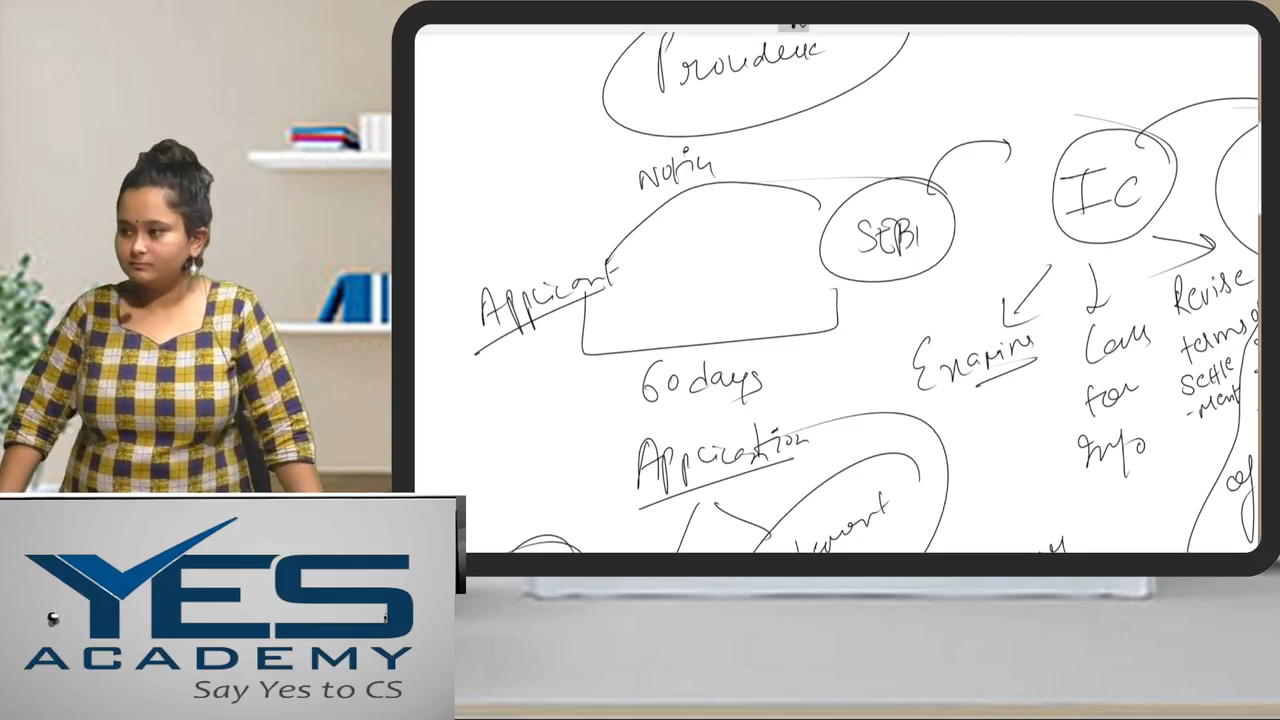 Notice
SEBI
IC
Applicant
60 days
Examine
Call
for
Info
Revise
terms
Settle
-ment
Application
of
YES
ACADEMY
Say Yes to CS